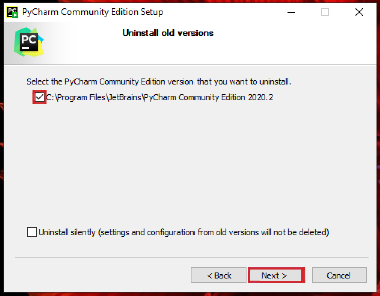 PyCharm Community Edition Setup
PC
Uninstall old versions
Select the PyCharm Community Edition version that you want to uninstall.
C:\Program Files\JetBrains\PyCharm Community Edition 2020.2
Uninstall silently (settings and configuration from old versions will not be deleted)
< Back Next > Cancel